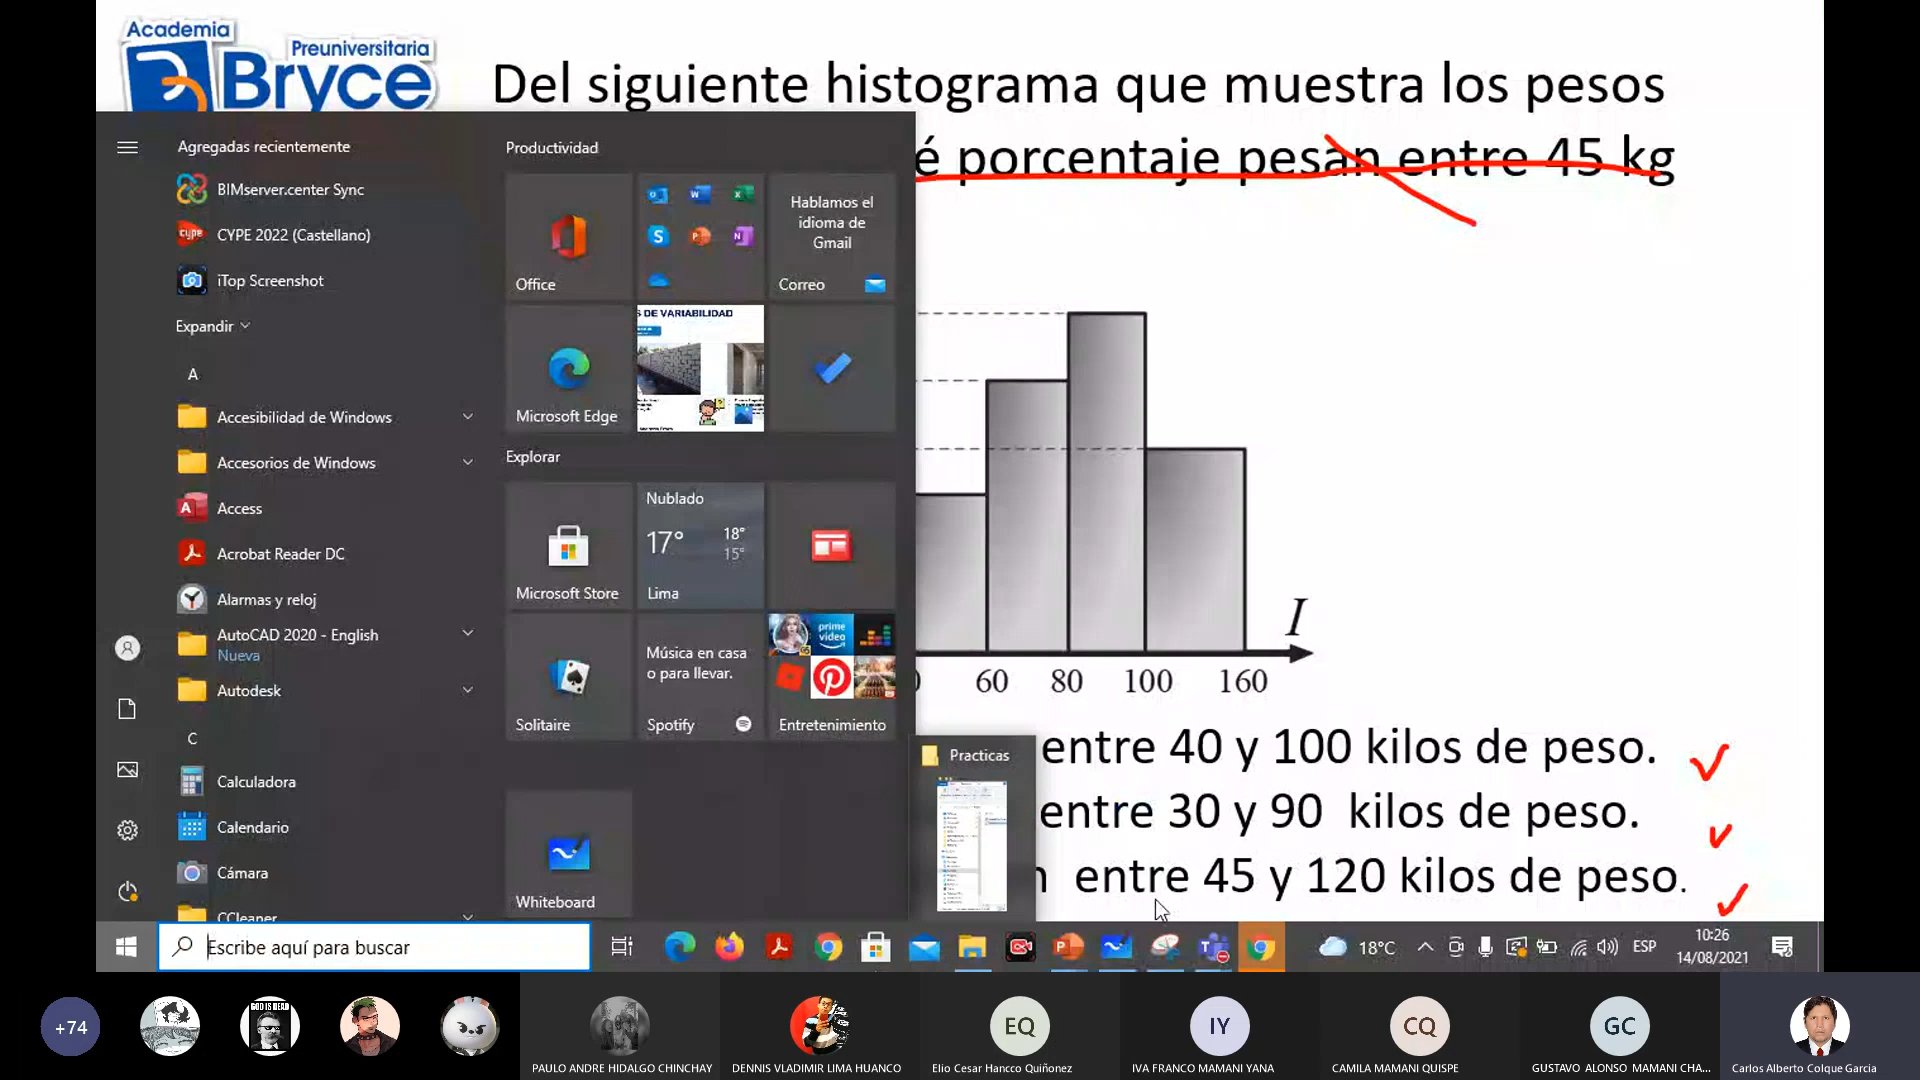 Academia
Preuniversitaria
Bryce
Del siguiente histograma que muestra los pesos
é porcentaje pesan entre 45 kg
I
60 80 100 160
entre 40 y 100 kilos de peso.
entre 30 y 90 kilos de peso.
n entre 45 y 120 kilos de peso.
Agregadas recientemente
BIMserver.center Sync
CYPE 2022 (Castellano)
iTop Screenshot
Expandir
A
Accesibilidad de Windows
Accesorios de Windows
Access
Acrobat Reader DC
Alarmas y reloj
AutoCAD 2020 - English
Nueva
Autodesk
C
Calculadora
Calendario
Cámara
CCleaner
Productividad
Office
Hablamos el
idioma de
Gmail
Correo
Microsoft Edge
S DE VARIABILIDAD
Explorar
Microsoft Store
Nublado
17° 18°
15°
Lima
Solitaire
Música en casa
o para llevar.
Spotify
prime video
Entretenimiento
Whiteboard
Practicas
Escribe aquí para buscar
18°C
ESP
10:26
14/08/2021
+74
GOD IS DEAD
PAULO ANDRE HIDALGO CHINCHAY
DENNIS VLADIMIR LIMA HUANCO
EQ
Elio Cesar Hancco Quiñonez
IY
IVA FRANCO MAMANI YANA
CQ
CAMILA MAMANI QUISPE
GC
GUSTAVO ALONSO MAMANI CHA...
Carlos Alberto Colque Garcia